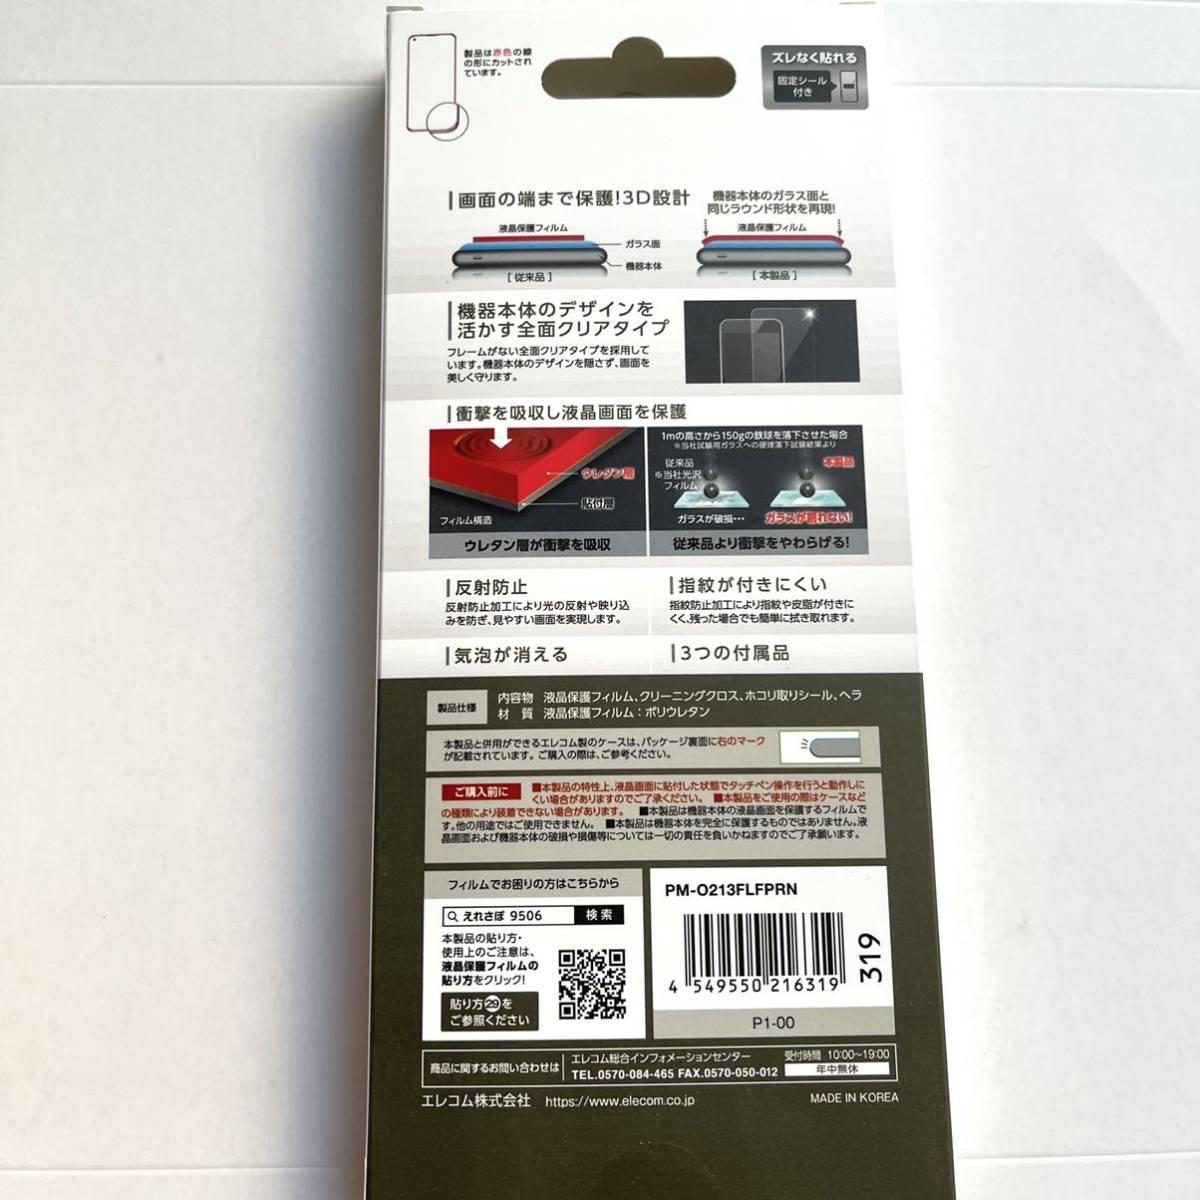 製品は赤色の線
の形にカットされ
ています。
ズレなく貼れる
固定シール
付き
画面の端まで保護!3D設計
機器本体のガラス面と
同じラウンド形状を再現!
液晶保護フィルム
ガラス面
機器本体
[従来品]
液晶保護フィルム
[本製品]
機器本体のデザインを
活かす全面クリアタイプ
フレームがない全面クリアタイプを採用して
います。機器本体のデザインを隠さず、画面を
美しく守ります。
衝撃を吸収し液晶画面を保護
ウレタン層
貼付層
フィルム構造
ウレタン層が衝撃を吸収
1mの高さから150gの鉄球を落下させた場合
※当社試験用ガラスへの硬球落下試験結果より
従来品
※当社光沢
フィルム
本製品
ガラスが破損…
ガラスが割れない!
従来品より衝撃をやわらげる!
反射防止
反射防止加工により光の反射や映り込
みを防ぎ、見やすい画面を実現します。
指紋が付きにくい
指紋防止加工により指紋や皮脂が付きに
くく、残った場合でも簡単に拭き取れます。
気泡が消える
3つの付属品
製品仕様
内容物 液晶保護フィルム、クリーニングクロス、ホコリ取りシール、ヘラ
材 質 液晶保護フィルム:ポリウレタン
本製品と併用ができるエレコム製のケースは、パッケージ裏面に右のマーク
が記載されています。ご購入の際は、ご参考ください。
ご購入前に ■本製品の特性上、液晶画面に貼付した状態でタッチペン操作を行うと動作しに
くい場合がありますのでご了承ください。 ■本製品をご使用の際はケースなど
の種類により装着できない場合があります。 ■本製品は機器本体の液晶画面を保護するフィルムで
す。他の用途ではご使用できません。 ■本製品は機器本体を完全に保護するものではありません。液
晶画面および機器本体の破損や損傷等については一切の責任を負いかねますのでご了承願います。
フィルムでお困りの方はこちらから
えれさぽ 9506 検索
本製品の貼り方・
使用上のご注意は、
液晶保護フィルムの
貼り方をクリック!
貼り方29を
ご参照ください
PM-O213FLFPRN
4 549550 216319
319
P1-00
商品に関するお問い合わせは
エレコム総合インフォメーションセンター
TEL.0570-084-465 FAX.0570-050-012
受付時間 10:00~19:00
年中無休
エレコム株式会社 https://www.elecom.co.jp
MADE IN KOREA